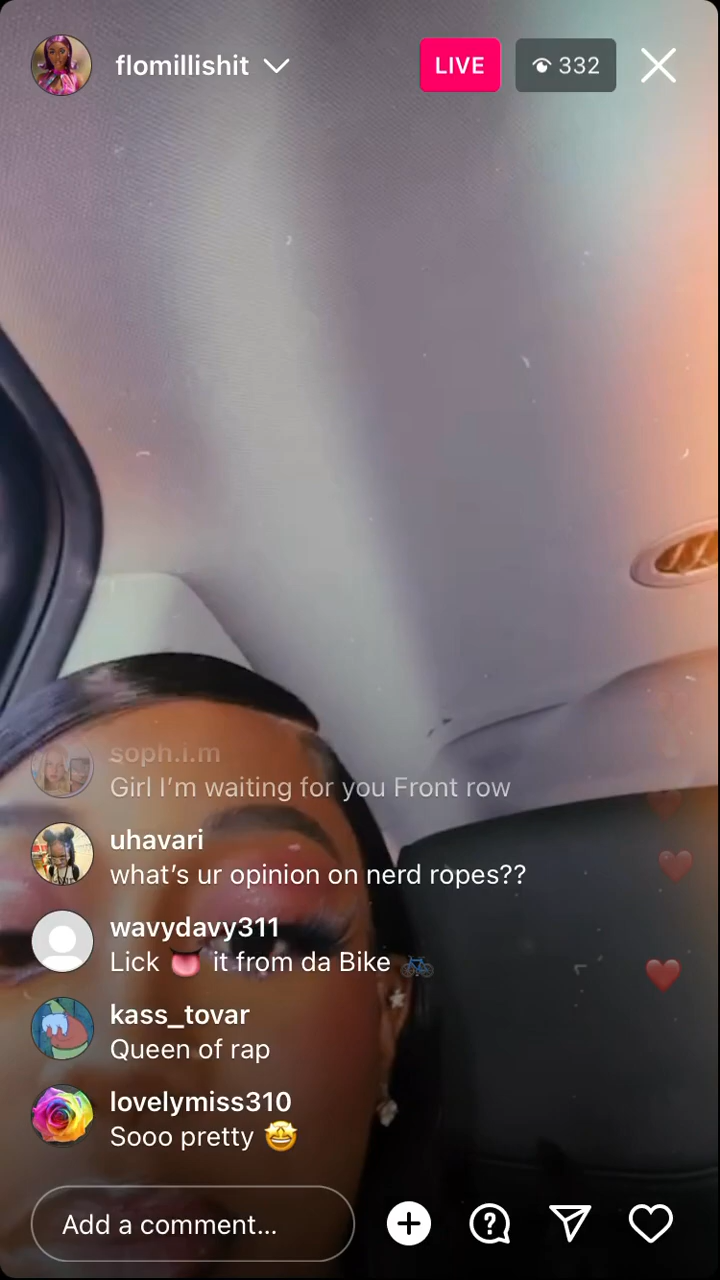 flomillishit
LIVE
332
soph.i.m
Girl I’m waiting for you Front row
uhavari
what’s ur opinion on nerd ropes??
wavydavy311
Lick 👅 it from da Bike 🚲
kass_tovar
Queen of rap
lovelymiss310
Sooo pretty 🤩
Add a comment...